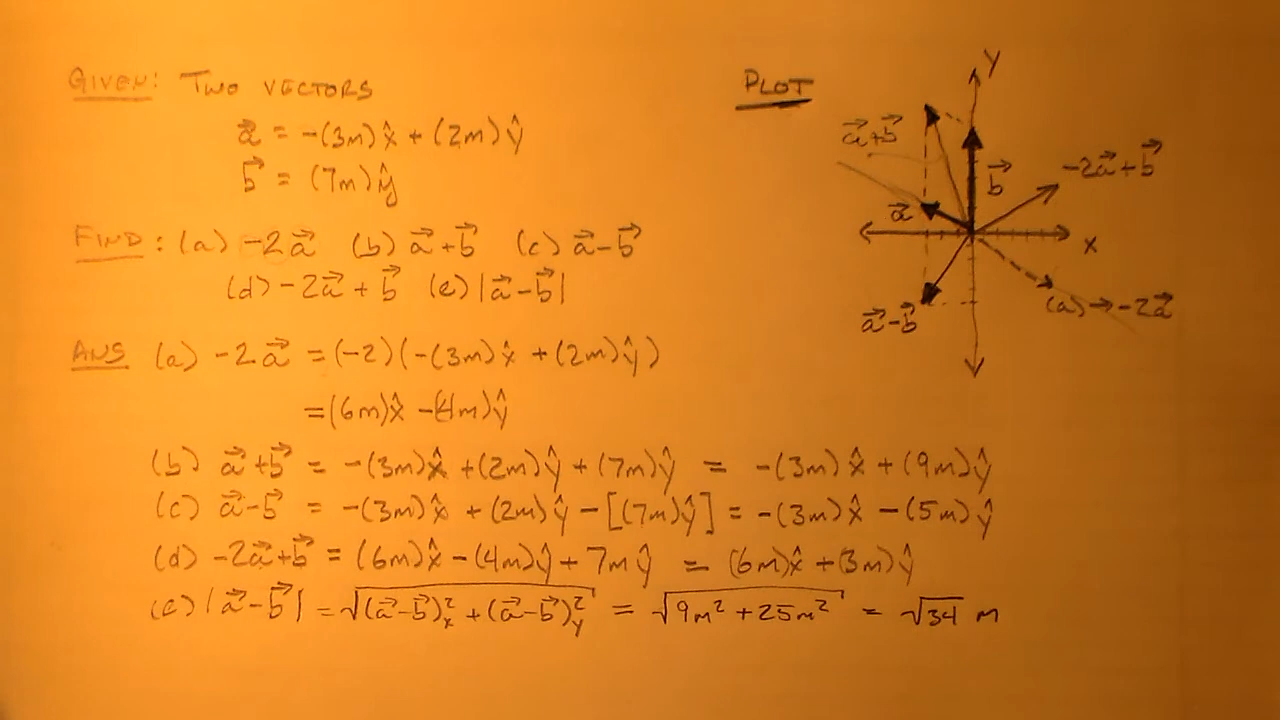 GIVEN: TWO VECTORS
a⃗ = -(3m)x̂ + (2m)ŷ
b⃗ = (7m)ŷ
FIND: (a) -2a⃗ (b) a⃗+b⃗ (c) a⃗-b⃗
(d) -2a⃗ + b⃗ (e) |a⃗-b⃗|
ANS (a) -2a⃗ = (-2)(-(3m)x̂ + (2m)ŷ)
= (6m)x̂ - (4m)ŷ
(b) a⃗+b⃗ = -(3m)x̂ + (2m)ŷ + (7m)ŷ = -(3m)x̂ + (9m)ŷ
(c) a⃗-b⃗ = -(3m)x̂ + (2m)ŷ - [(7m)ŷ] = -(3m)x̂ - (5m)ŷ
(d) -2a⃗+b⃗ = (6m)x̂ - (4m)ŷ + 7mŷ = (6m)x̂ + (3m)ŷ
(e) |a⃗-b⃗| = √((a⃗-b⃗)²ₓ + (a⃗-b⃗)²ᵧ) = √(9m² + 25m²) = √34 m
PLOT
y
a⃗+b⃗
-2a⃗+b⃗
b⃗
a⃗
x
(a) → -2a⃗
a⃗-b⃗